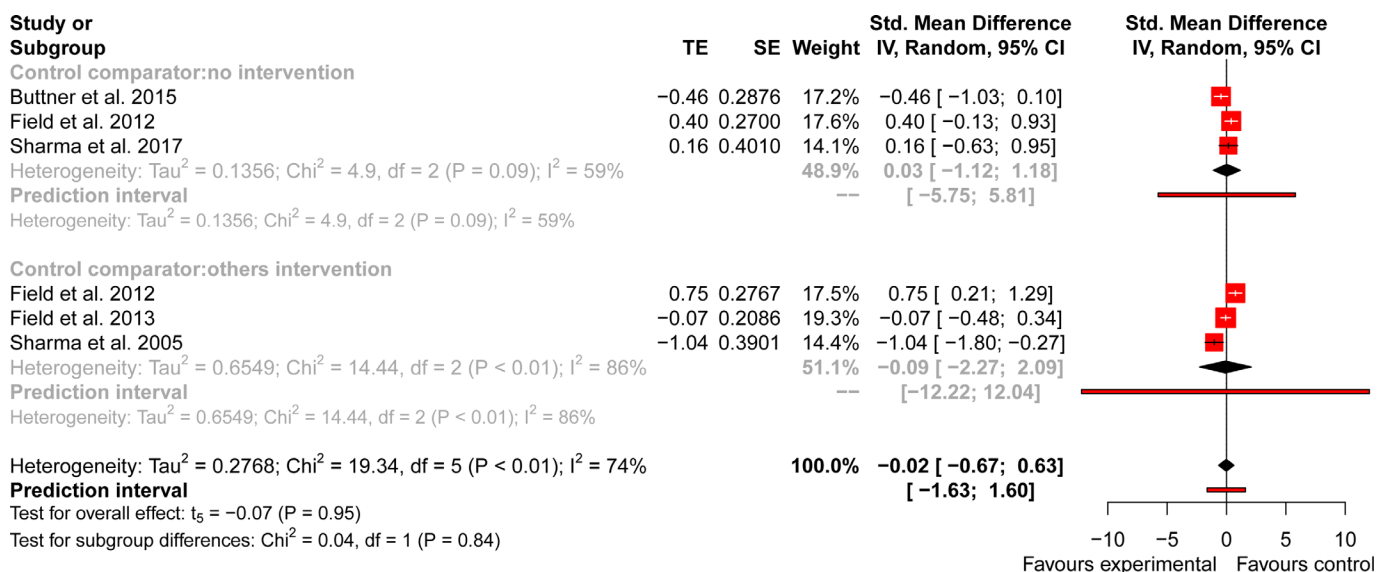 Study or Std. Mean Difference Std. Mean Difference
Subgroup TE SE Weight IV, Random, 95% CI IV, Random, 95% CI
Control comparator:no intervention
Buttner et al. 2015 −0.46 0.2876 17.2% −0.46 [ −1.03; 0.10]
Field et al. 2012 0.40 0.2700 17.6% 0.40 [ −0.13; 0.93]
Sharma et al. 2017 0.16 0.4010 14.1% 0.16 [ −0.63; 0.95]
Heterogeneity: Tau² = 0.1356; Chi² = 4.9, df = 2 (P = 0.09); I² = 59% 48.9% 0.03 [ −1.12; 1.18]
Prediction interval −− [ −5.75; 5.81]
Heterogeneity: Tau² = 0.1356; Chi² = 4.9, df = 2 (P = 0.09); I² = 59%
Control comparator:others intervention
Field et al. 2012 0.75 0.2767 17.5% 0.75 [ 0.21; 1.29]
Field et al. 2013 −0.07 0.2086 19.3% −0.07 [ −0.48; 0.34]
Sharma et al. 2005 −1.04 0.3901 14.4% −1.04 [ −1.80; −0.27]
Heterogeneity: Tau² = 0.6549; Chi² = 14.44, df = 2 (P < 0.01); I² = 86% 51.1% −0.09 [ −2.27; 2.09]
Prediction interval −− [−12.22; 12.04]
Heterogeneity: Tau² = 0.6549; Chi² = 14.44, df = 2 (P < 0.01); I² = 86%
Heterogeneity: Tau² = 0.2768; Chi² = 19.34, df = 5 (P < 0.01); I² = 74% 100.0% −0.02 [ −0.67; 0.63]
Prediction interval [ −1.63; 1.60]
Test for overall effect: t₅ = −0.07 (P = 0.95)
Test for subgroup differences: Chi² = 0.04, df = 1 (P = 0.84)
−10 −5 0 5 10
Favours experimental Favours control